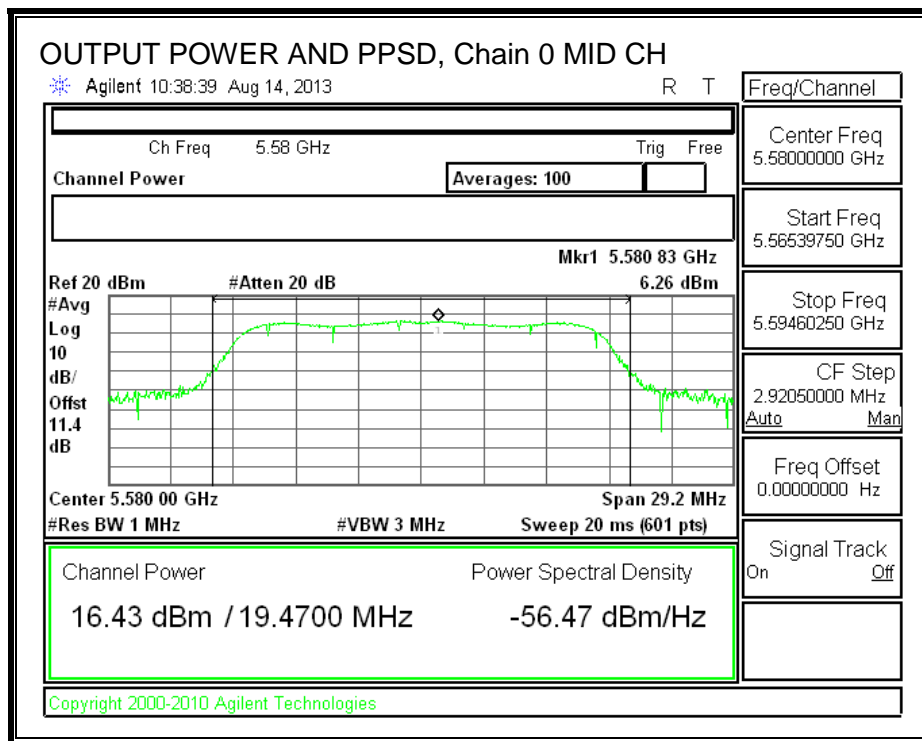 OUTPUT POWER AND PPSD, Chain 0 MID CH
Agilent 10:38:39 Aug 14, 2013 R T
Freq/Channel
Ch Freq 5.58 GHz Trig Free
Channel Power Averages: 100
Mkr1 5.580 83 GHz
Ref 20 dBm #Atten 20 dB 6.26 dBm
#Avg
Log
10
dB/
Offst
11.4
dB
1
Center 5.580 00 GHz Span 29.2 MHz
#Res BW 1 MHz #VBW 3 MHz Sweep 20 ms (601 pts)
Channel Power Power Spectral Density
16.43 dBm / 19.4700 MHz -56.47 dBm/Hz
Center Freq
5.58000000 GHz
Start Freq
5.56539750 GHz
Stop Freq
5.59460250 GHz
CF Step
2.92050000 MHz
Auto Man
Freq Offset
0.00000000 Hz
Signal Track
On Off
Copyright 2000-2010 Agilent Technologies